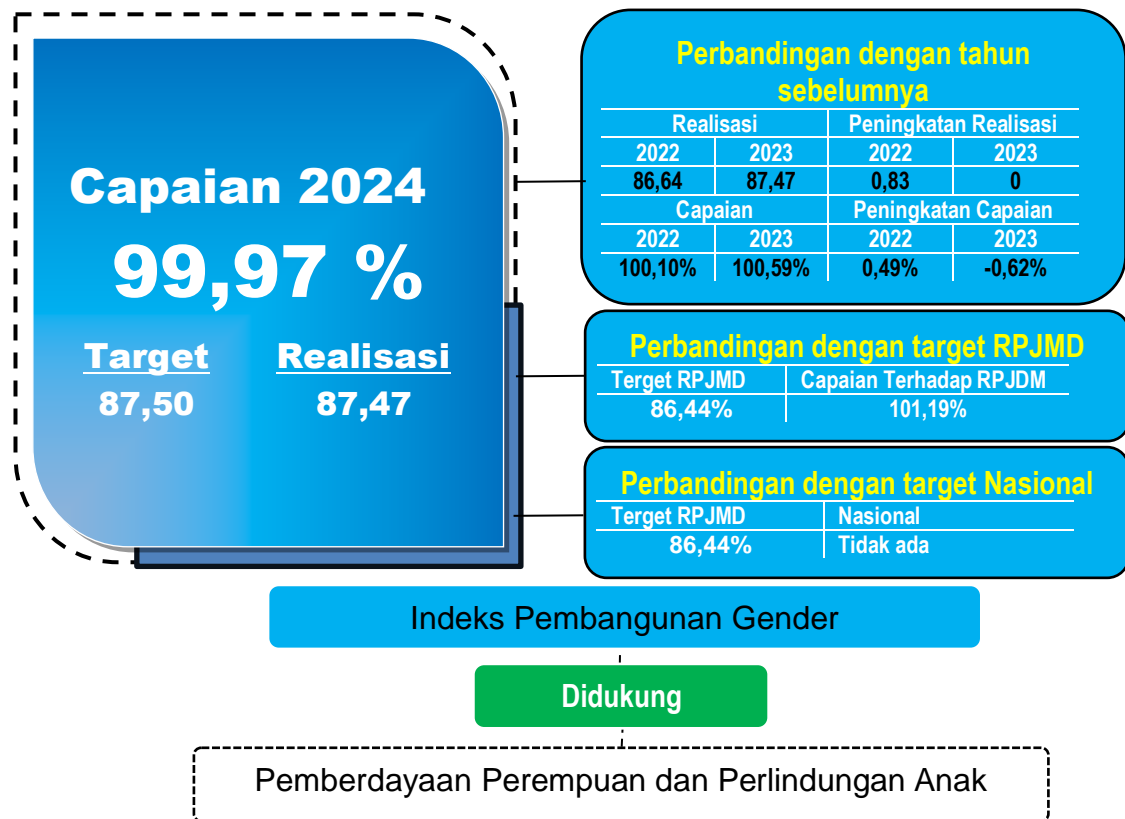 Capaian 2024
99,97 %
Target Realisasi
87,50 87,47
Perbandingan dengan tahun
sebelumnya
Realisasi Peningkatan Realisasi
2022 2023 2022 2023
86,64 87,47 0,83 0
Capaian Peningkatan Capaian
2022 2023 2022 2023
100,10% 100,59% 0,49% -0,62%
Perbandingan dengan target RPJMD
Terget RPJMD Capaian Terhadap RPJDM
86,44% 101,19%
Perbandingan dengan target Nasional
Terget RPJMD Nasional
86,44% Tidak ada
Indeks Pembangunan Gender
Didukung
Pemberdayaan Perempuan dan Perlindungan Anak